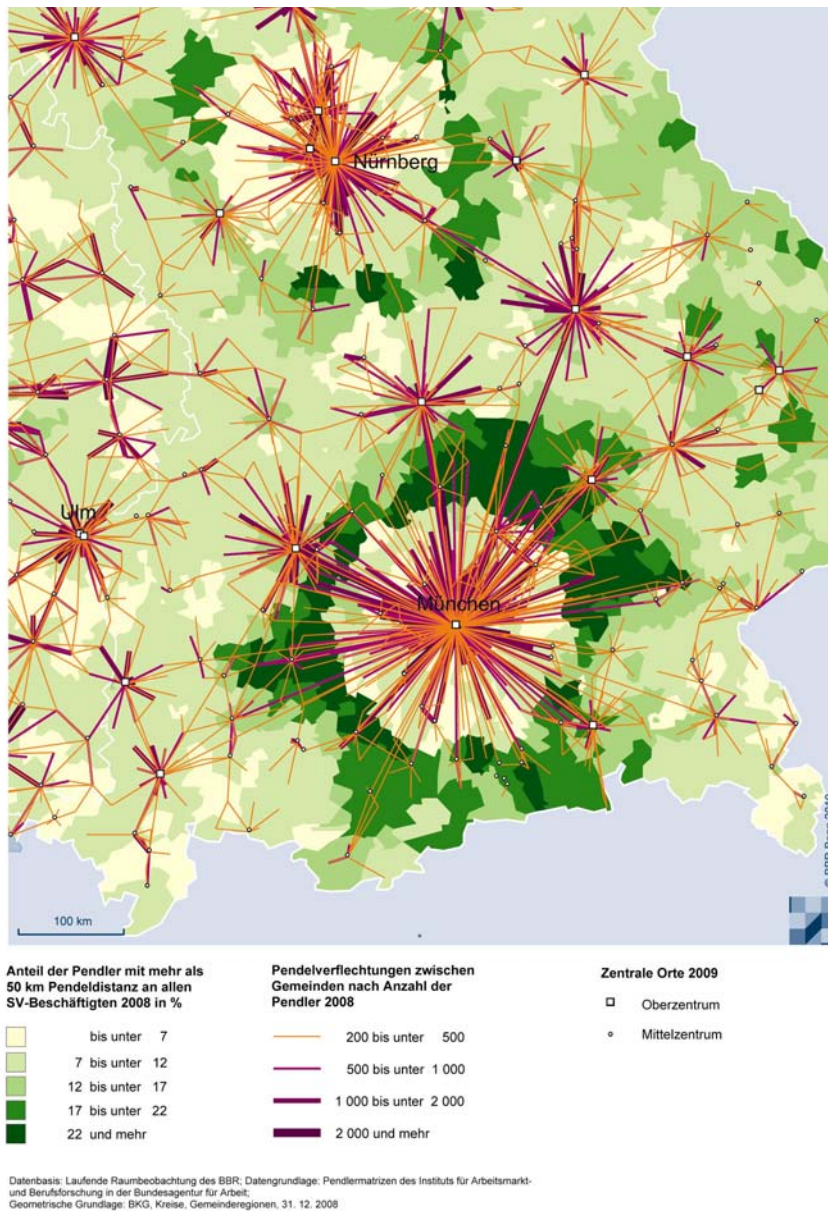 Nürnberg
Ulm
München
100 km
Anteil der Pendler mit mehr als
50 km Pendeldistanz an allen
SV-Beschäftigten 2008 in %
bis unter 7
7 bis unter 12
12 bis unter 17
17 bis unter 22
22 und mehr
Pendelverflechtungen zwischen
Gemeinden nach Anzahl der
Pendler 2008
200 bis unter 500
500 bis unter 1 000
1 000 bis unter 2 000
2 000 und mehr
Zentrale Orte 2009
Oberzentrum
Mittelzentrum
Datenbasis: Laufende Raumbeobachtung des BBR; Datengrundlage: Pendlermatrizen des Instituts für Arbeitsmarkt-
und Berufsforschung in der Bundesagentur für Arbeit;
Geometrische Grundlage: BKG, Kreise, Gemeinderegionen, 31. 12. 2008